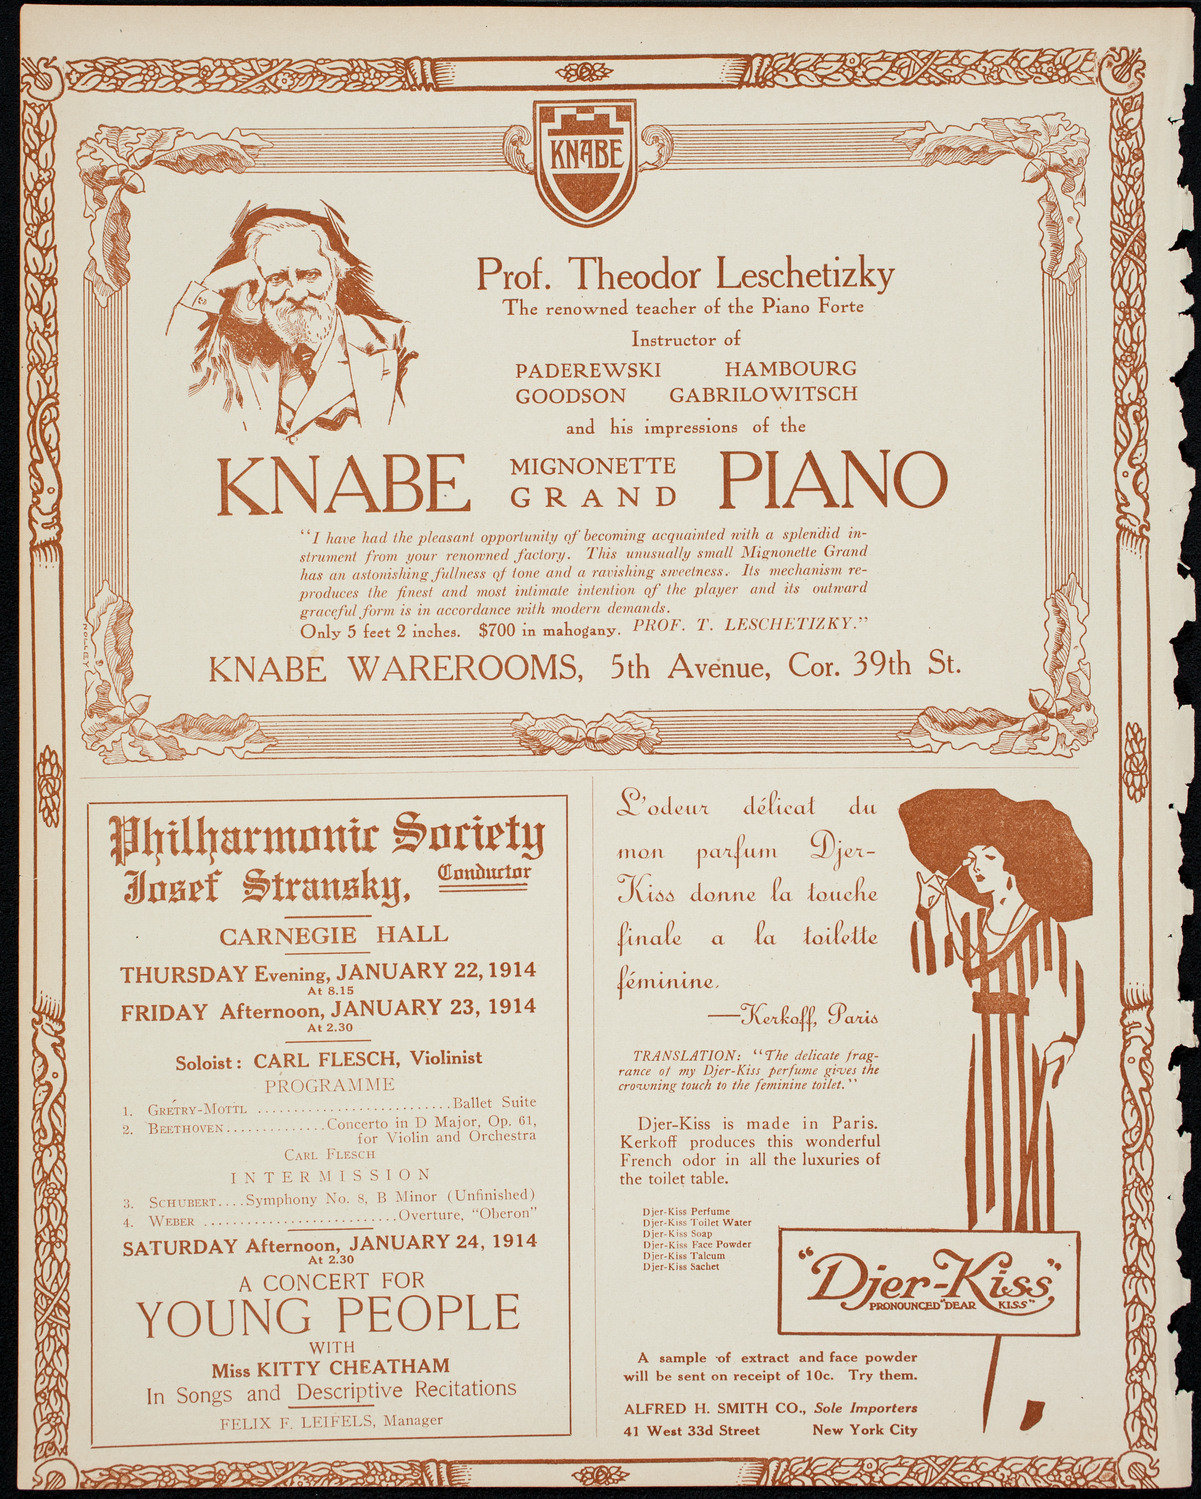 KNABE
Prof. Theodor Leschetizky
The renowned teacher of the Piano Forte
Instructor of
PADEREWSKI HAMBOURG
GOODSON GABRILOWITSCH
and his impressions of the
KNABE MIGNONETTE GRAND PIANO
"I have had the pleasant opportunity of becoming acquainted with a splendid in-
strument from your renowned factory. This unusually small Mignonette Grand
has an astonishing fullness of tone and a ravishing sweetness. Its mechanism re-
produces the finest and most intimate intention of the player and its outward
graceful form is in accordance with modern demands.
Only 5 feet 2 inches. $700 in mahogany. PROF. T. LESCHETIZKY."
KNABE WAREROOMS, 5th Avenue, Cor. 39th St.
Philharmonic Society
Josef Stransky, Conductor
CARNEGIE HALL
THURSDAY Evening, JANUARY 22, 1914
At 8.15
FRIDAY Afternoon, JANUARY 23, 1914
At 2.30
Soloist: CARL FLESCH, Violinist
PROGRAMME
1. GRÉTRY-MOTTL ..........................Ballet Suite
2. BEETHOVEN..............Concerto in D Major, Op. 61,
for Violin and Orchestra
CARL FLESCH
INTERMISSION
3. SCHUBERT....Symphony No. 8, B Minor (Unfinished)
4. WEBER ..........................Overture, "Oberon"
SATURDAY Afternoon, JANUARY 24, 1914
At 2.30
A CONCERT FOR
YOUNG PEOPLE
WITH
Miss KITTY CHEATHAM
In Songs and Descriptive Recitations
FELIX F. LEIFELS, Manager
L'odeur délicat du
mon parfum Djer-
Kiss donne la touche
finale a la toilette
féminine.
—Kerkoff, Paris
TRANSLATION: "The delicate frag-
rance of my Djer-Kiss perfume gives the
crowning touch to the feminine toilet."
Djer-Kiss is made in Paris.
Kerkoff produces this wonderful
French odor in all the luxuries of
the toilet table.
Djer-Kiss Perfume
Djer-Kiss Toilet Water
Djer-Kiss Soap
Djer-Kiss Face Powder
Djer-Kiss Talcum
Djer-Kiss Sachet
"Djer-Kiss"
PRONOUNCED "DEAR KISS"
A sample of extract and face powder
will be sent on receipt of 10c. Try them.
ALFRED H. SMITH CO., Sole Importers
41 West 33d Street New York City